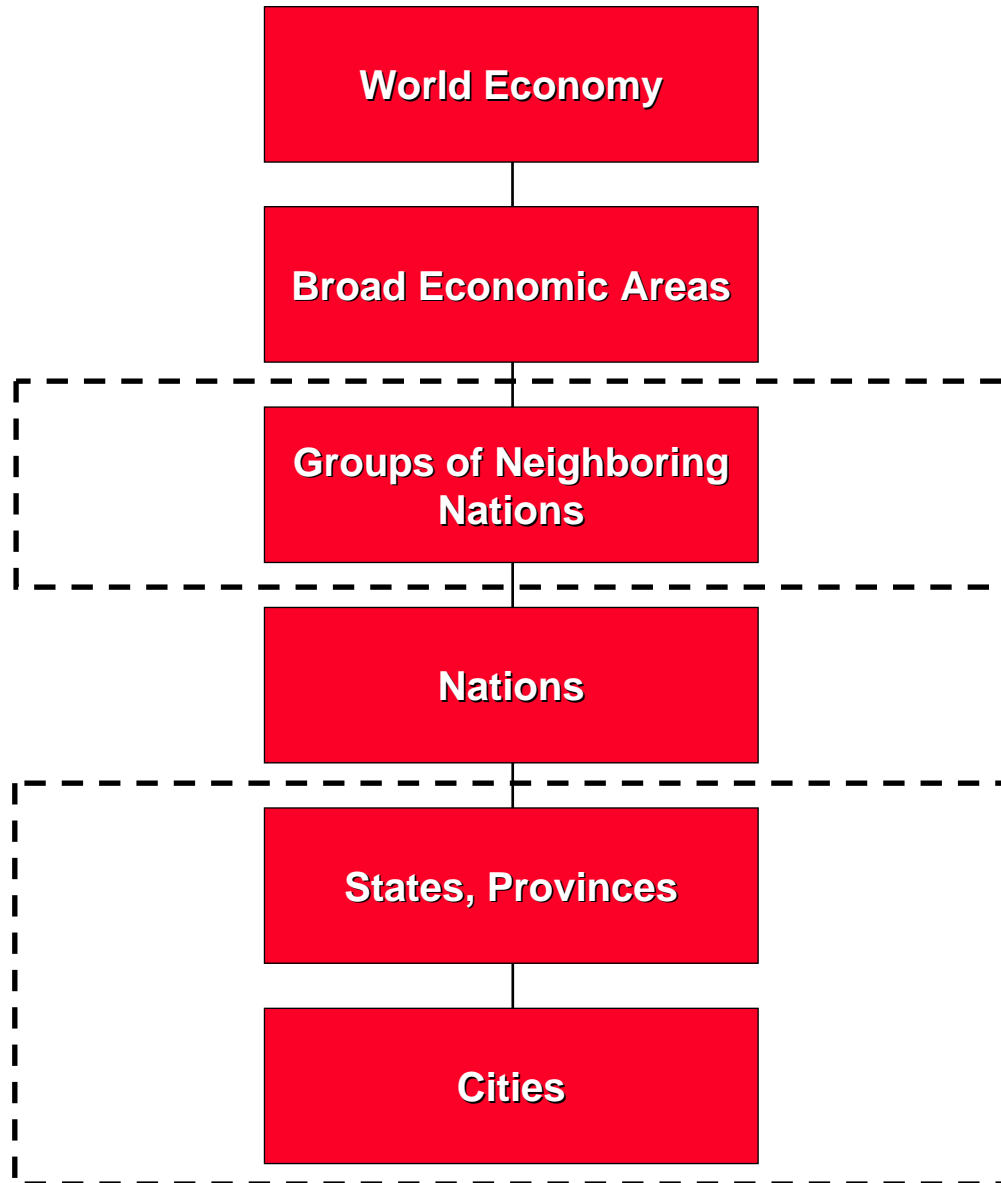 World Economy
Broad Economic Areas
Groups of Neighboring
Nations
Nations
States, Provinces
Cities